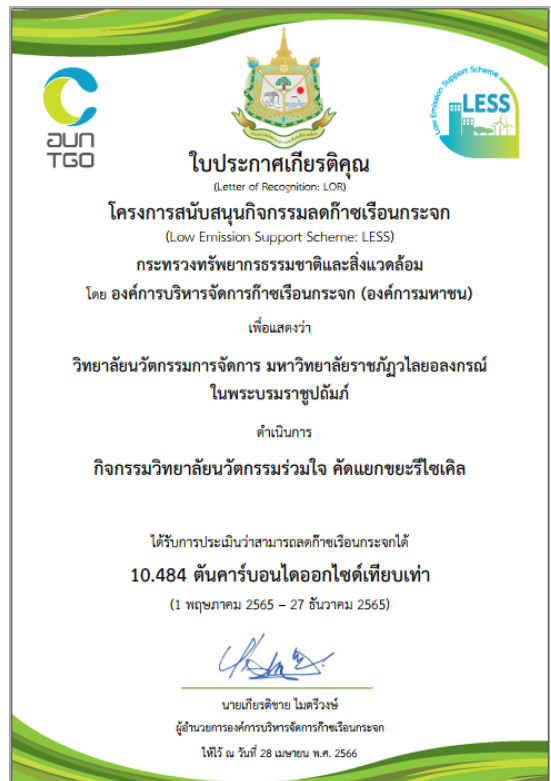 อบก
TGO
Low Emission Support Scheme
LESS
ใบประกาศเกียรติคุณ
(Letter of Recognition: LOR)
โครงการสนับสนุนกิจกรรมลดก๊าซเรือนกระจก
(Low Emission Support Scheme: LESS)
กระทรวงทรัพยากรธรรมชาติและสิ่งแวดล้อม
โดย องค์การบริหารจัดการก๊าซเรือนกระจก (องค์การมหาชน)
เพื่อแสดงว่า
วิทยาลัยนวัตกรรมการจัดการ มหาวิทยาลัยราชภัฏวไลยอลงกรณ์
ในพระบรมราชูปถัมภ์
ดำเนินการ
กิจกรรมวิทยาลัยนวัตกรรมร่วมใจ คัดแยกขยะรีไซเคิล
ได้รับการประเมินว่าสามารถลดก๊าซเรือนกระจกได้
10.484 ตันคาร์บอนไดออกไซด์เทียบเท่า
(1 พฤษภาคม 2565 – 27 ธันวาคม 2565)
นายเกียรติชาย ไมตรีวงษ์
ผู้อำนวยการองค์การบริหารจัดการก๊าซเรือนกระจก
ให้ไว้ ณ วันที่ 28 เมษายน พ.ศ. 2566